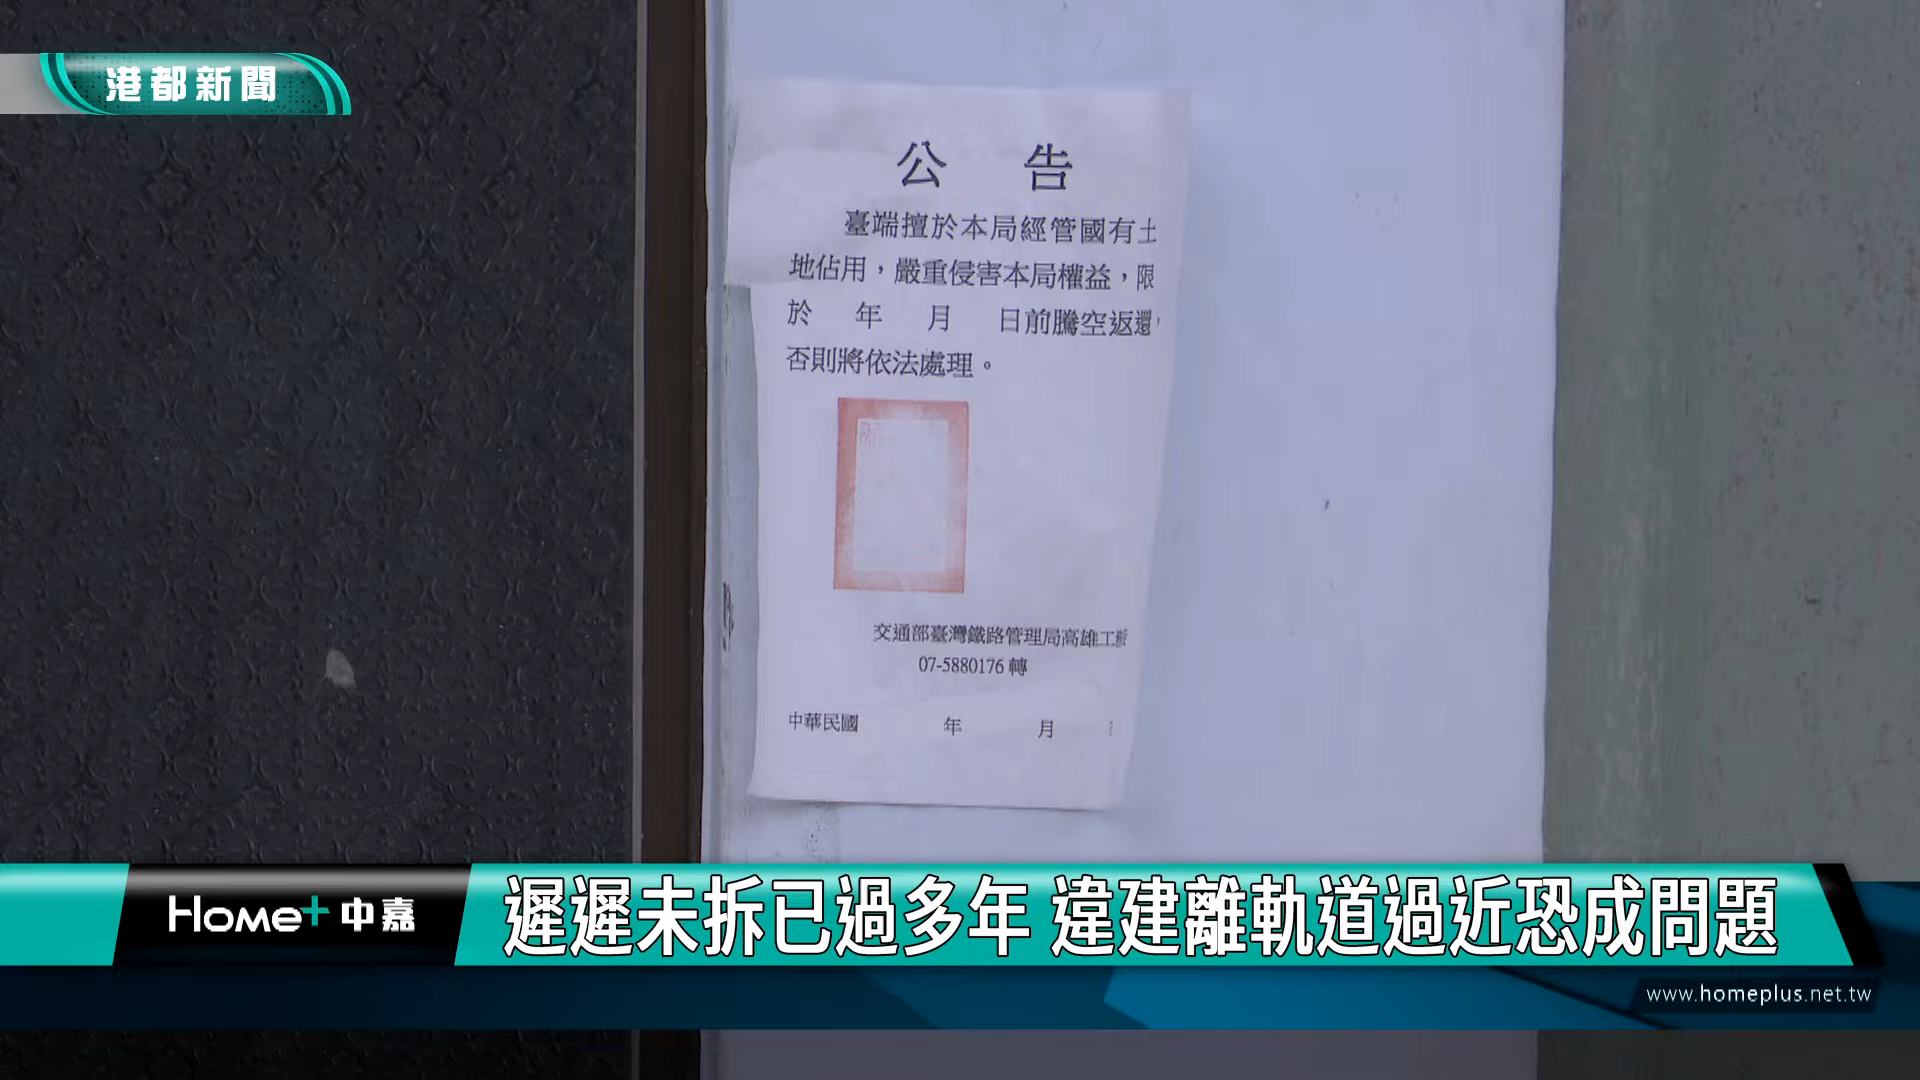 港都新聞
公告
臺端擅於本局經管國有土
地佔用，嚴重侵害本局權益，限
於 年 月 日前騰空返還，
否則將依法處理。
交通部臺灣鐵路管理局高雄工
07-5880176 轉
中華民國 年 月
Home+ 中嘉
遲遲未拆已過多年 違建離軌道過近恐成問題
www.homeplus.net.tw